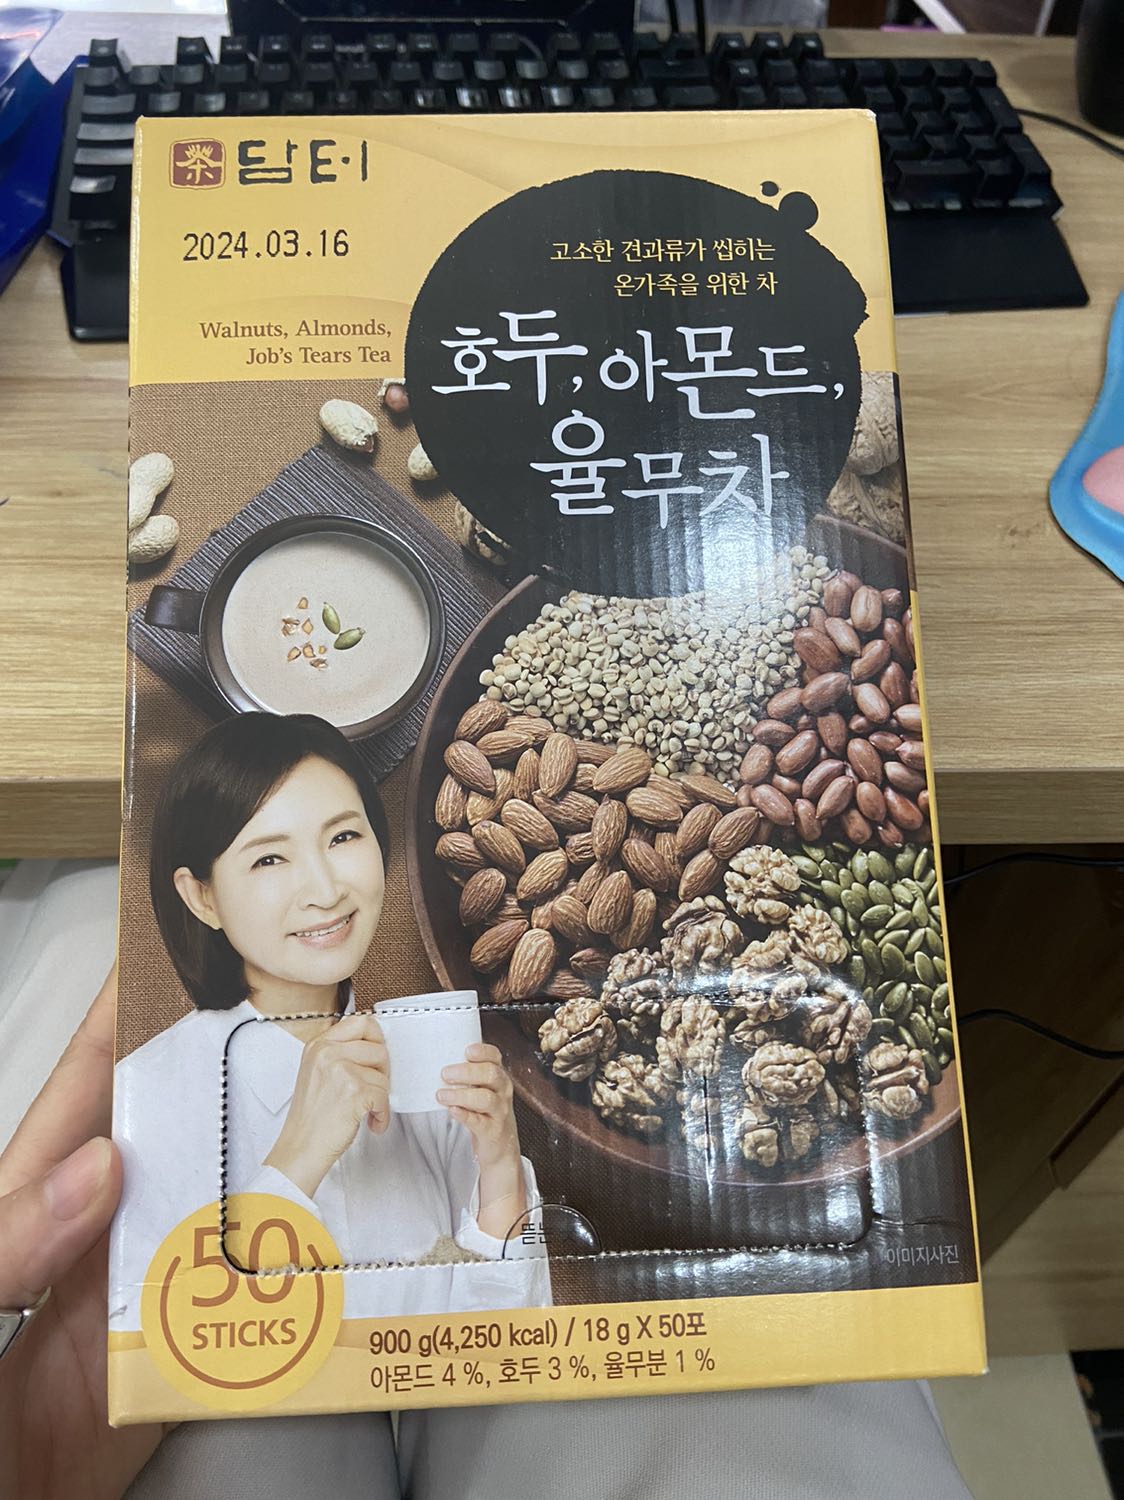 茶 담터
2024.03.16
Walnuts, Almonds,
Job's Tears Tea
고소한 견과류가 씹히는
온가족을 위한 차
호두, 아몬드,
율무차
뜯는
이미지사진
50
STICKS
900 g(4,250 kcal) / 18 g X 50포
아몬드 4 %, 호두 3 %, 율무분 1 %